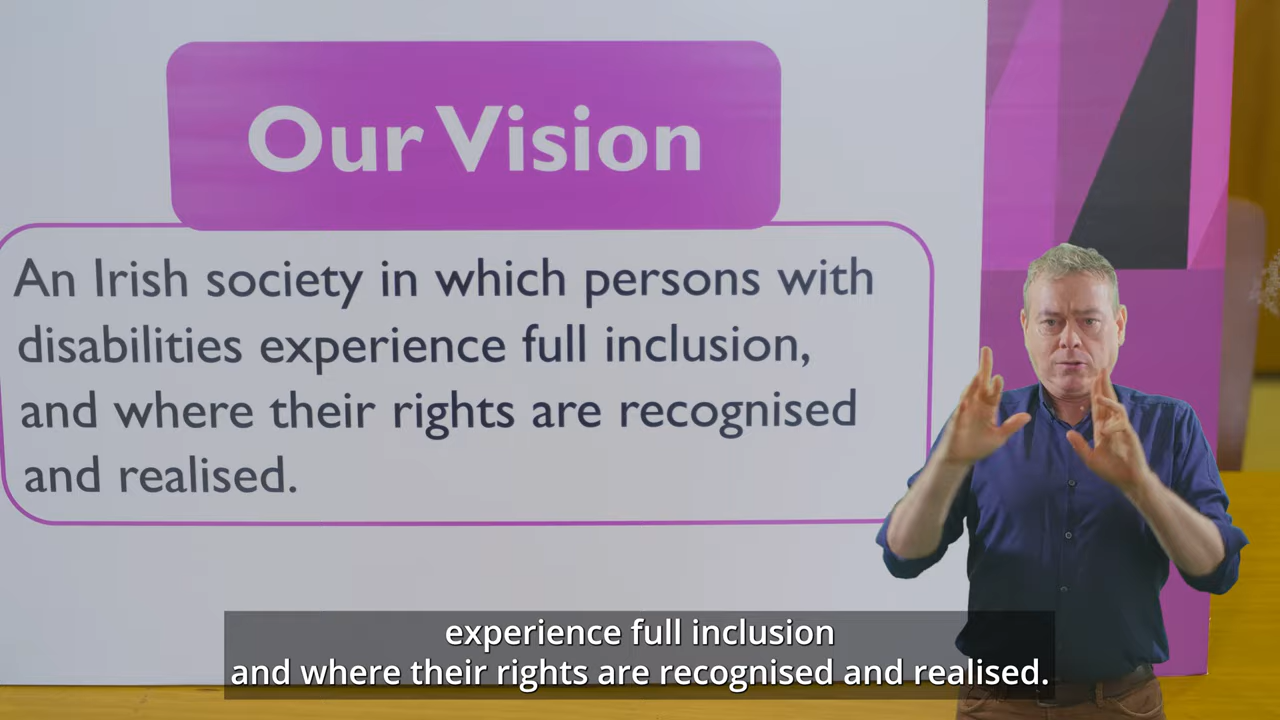 Our Vision
An Irish society in which persons with
disabilities experience full inclusion,
and where their rights are recognised
and realised.
experience full inclusion
and where their rights are recognised and realised.